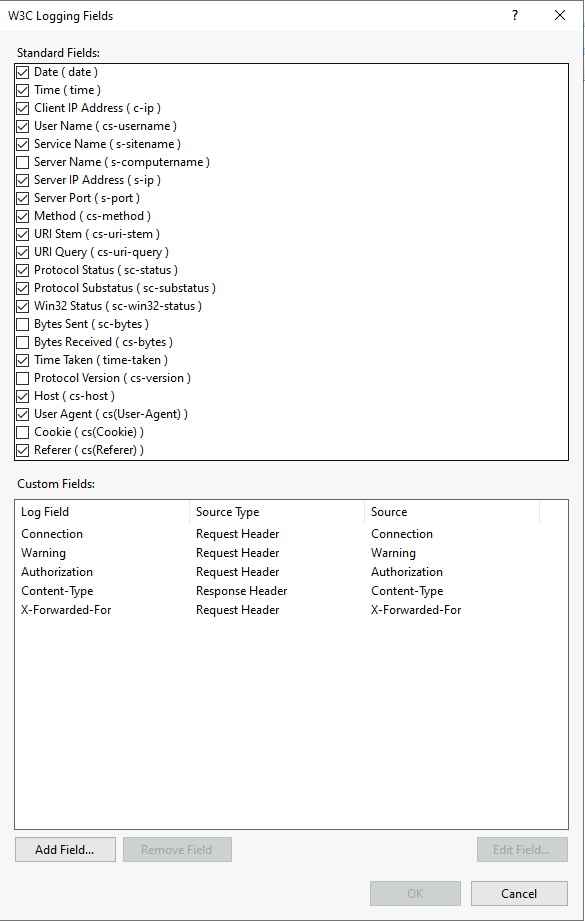 W3C Logging Fields
?
Standard Fields:
Date ( date )
Time ( time )
Client IP Address ( c-ip )
User Name ( cs-username )
Service Name ( s-sitename )
Server Name ( s-computername )
Server IP Address ( s-ip )
Server Port ( s-port )
Method ( cs-method )
URI Stem ( cs-uri-stem )
URI Query ( cs-uri-query )
Protocol Status ( sc-status )
Protocol Substatus ( sc-substatus )
Win32 Status ( sc-win32-status )
Bytes Sent ( sc-bytes )
Bytes Received ( cs-bytes )
Time Taken ( time-taken )
Protocol Version ( cs-version )
Host ( cs-host )
User Agent ( cs(User-Agent) )
Cookie ( cs(Cookie) )
Referer ( cs(Referer) )
Custom Fields:
Log Field Source Type Source
Connection Request Header Connection
Warning Request Header Warning
Authorization Request Header Authorization
Content-Type Response Header Content-Type
X-Forwarded-For Request Header X-Forwarded-For
Add Field... Remove Field Edit Field...
OK Cancel